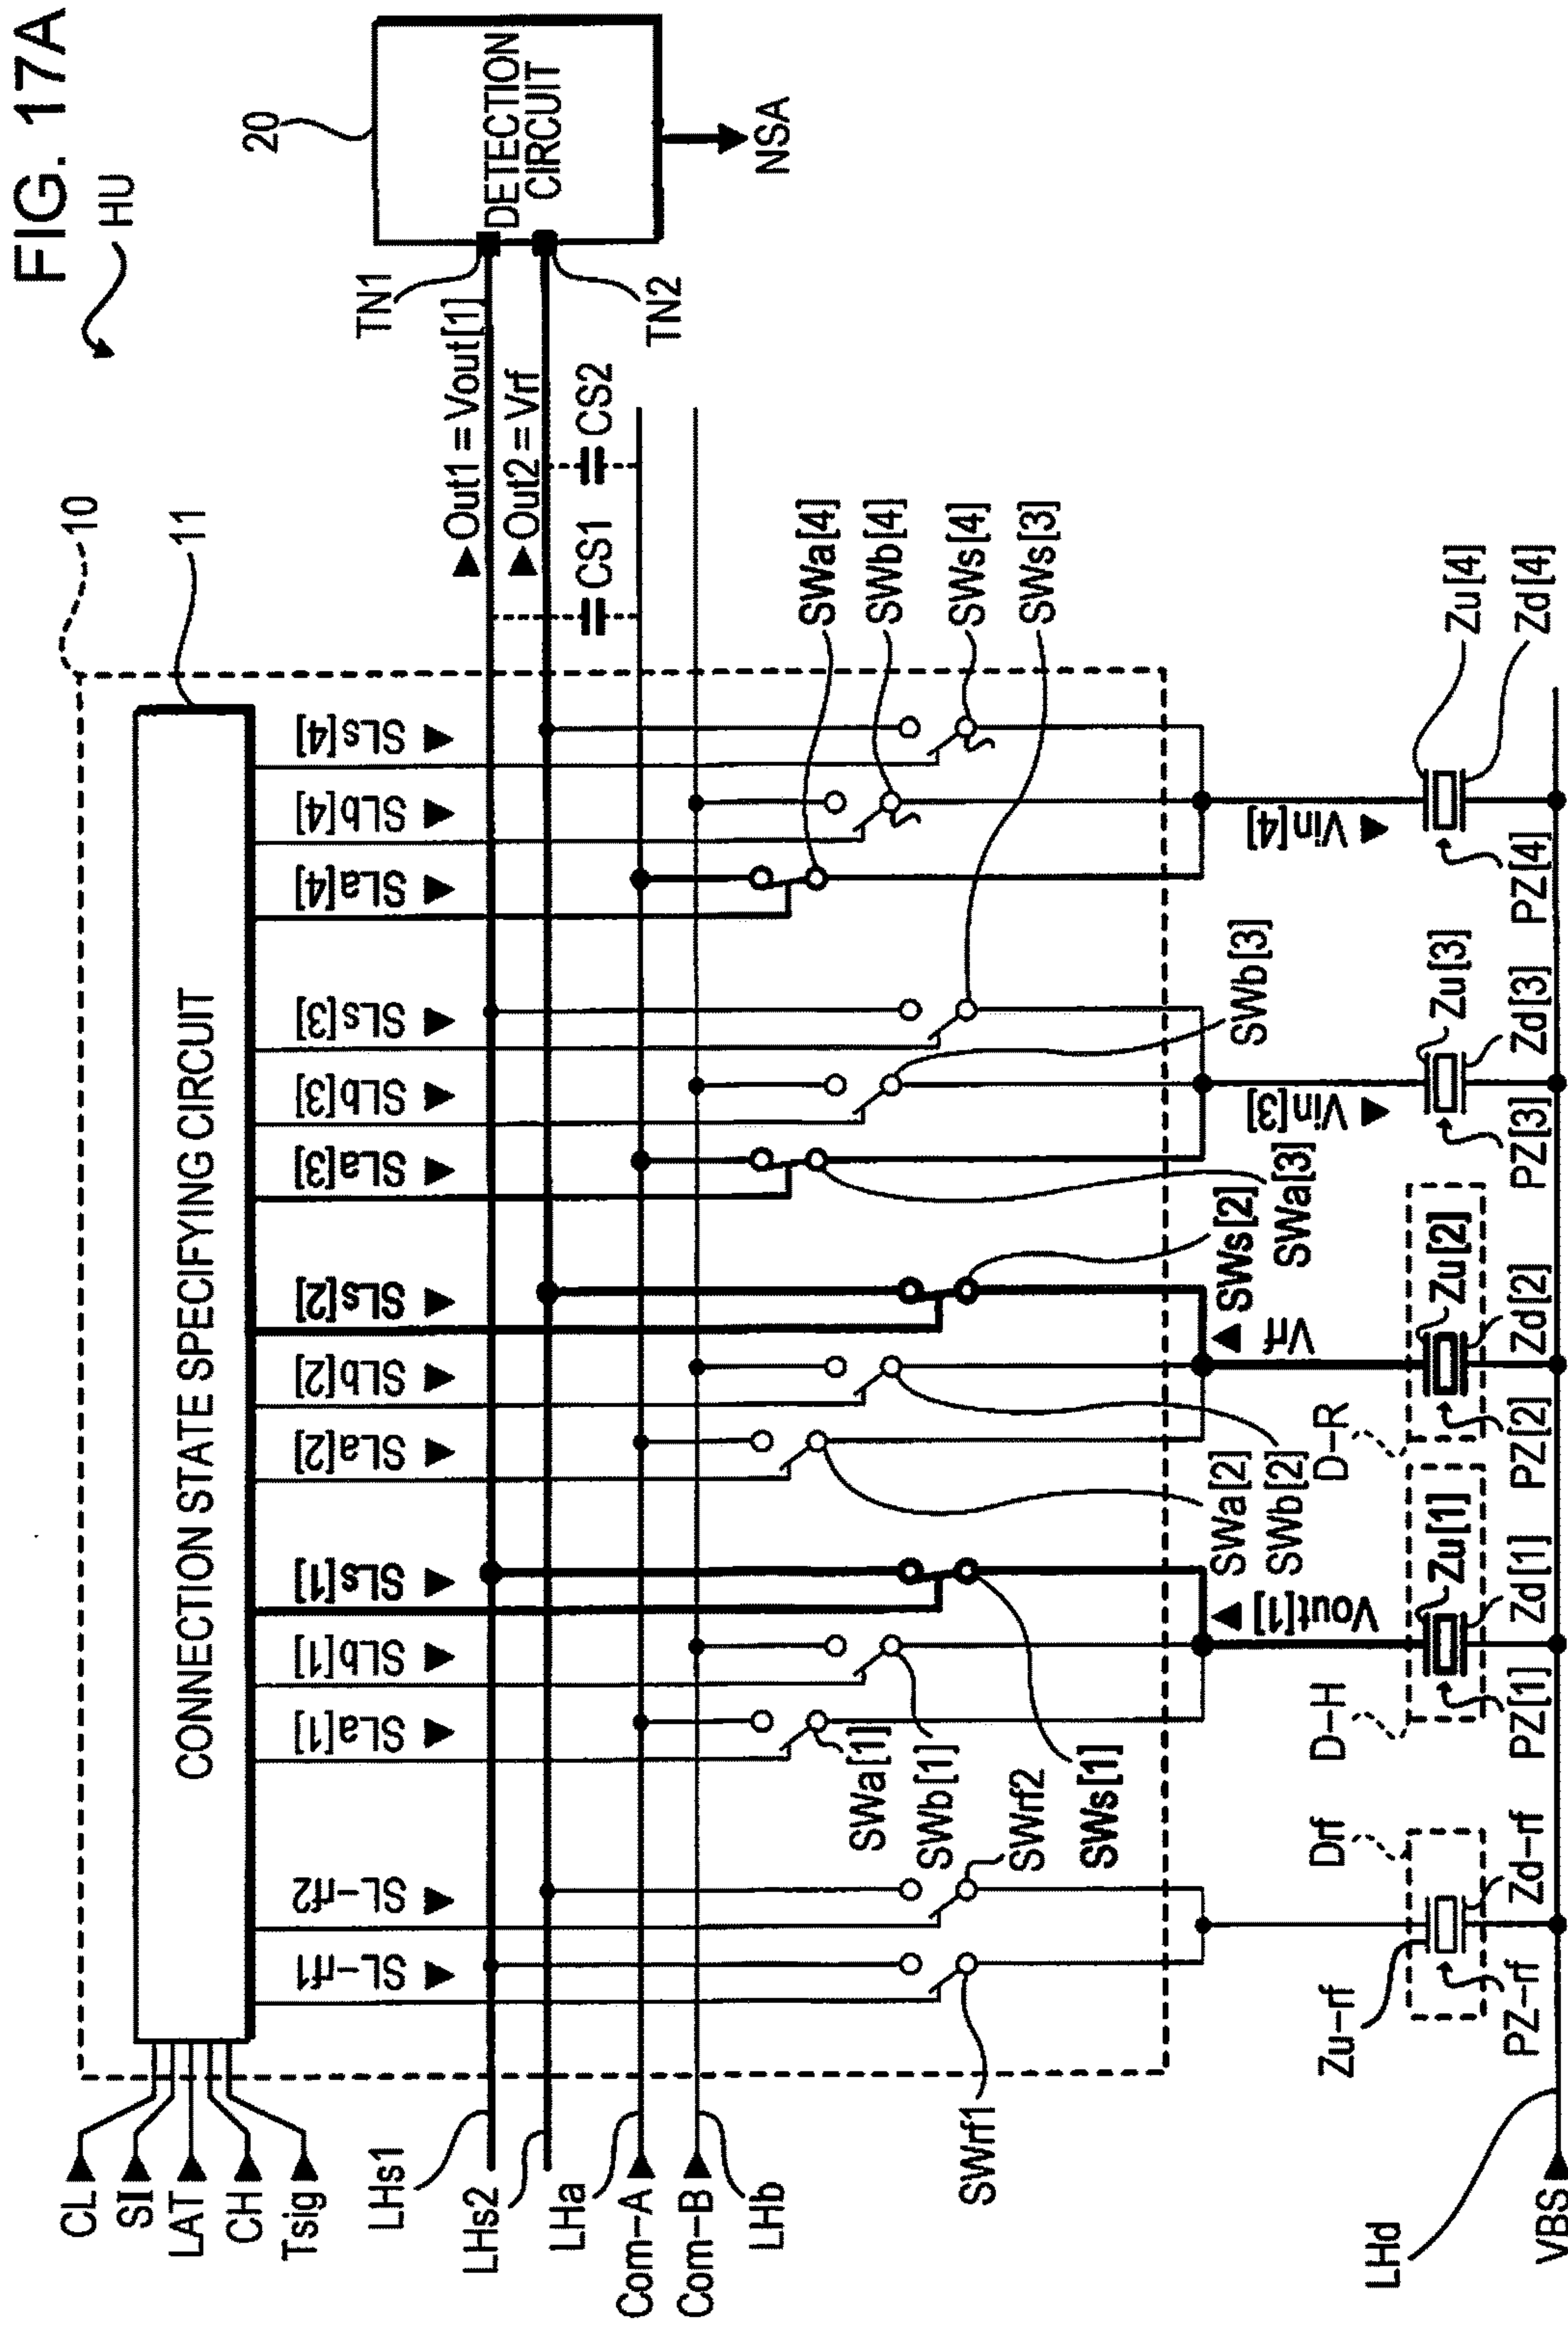 FIG. 17A
HU
10
11
20
CL
SI
LAT
CH
Tsig
CONNECTION STATE SPECIFYING CIRCUIT
SL-rf1
SL-rf2
SLa[1]
SLb[1]
SLs[1]
SLa[2]
SLb[2]
SLs[2]
SLa[3]
SLb[3]
SLs[3]
SLa[4]
SLb[4]
SLs[4]
LHs1
LHs2
LHa
Com-A
Com-B
LHb
Out1=Vout[1]
Out2=Vrf
TN1
TN2
DETECTION
CIRCUIT
NSA
CS1
CS2
SWa[4]
SWb[4]
SWs[4]
SWs[3]
SWa[1]
SWb[1]
SWrf2
SWs[1]
SWrf1
SWa[2]
SWb[2]
SWs[2]
SWa[3]
SWb[3]
Vout[1]
Vrf
Vin[3]
Vin[4]
Drf
D-H
D-R
Zu-rf
Zd-rf
PZ-rf
Zu[1]
Zd[1]
PZ[1]
Zu[2]
Zd[2]
PZ[2]
Zu[3]
Zd[3]
PZ[3]
Zu[4]
Zd[4]
PZ[4]
LHd
VBS